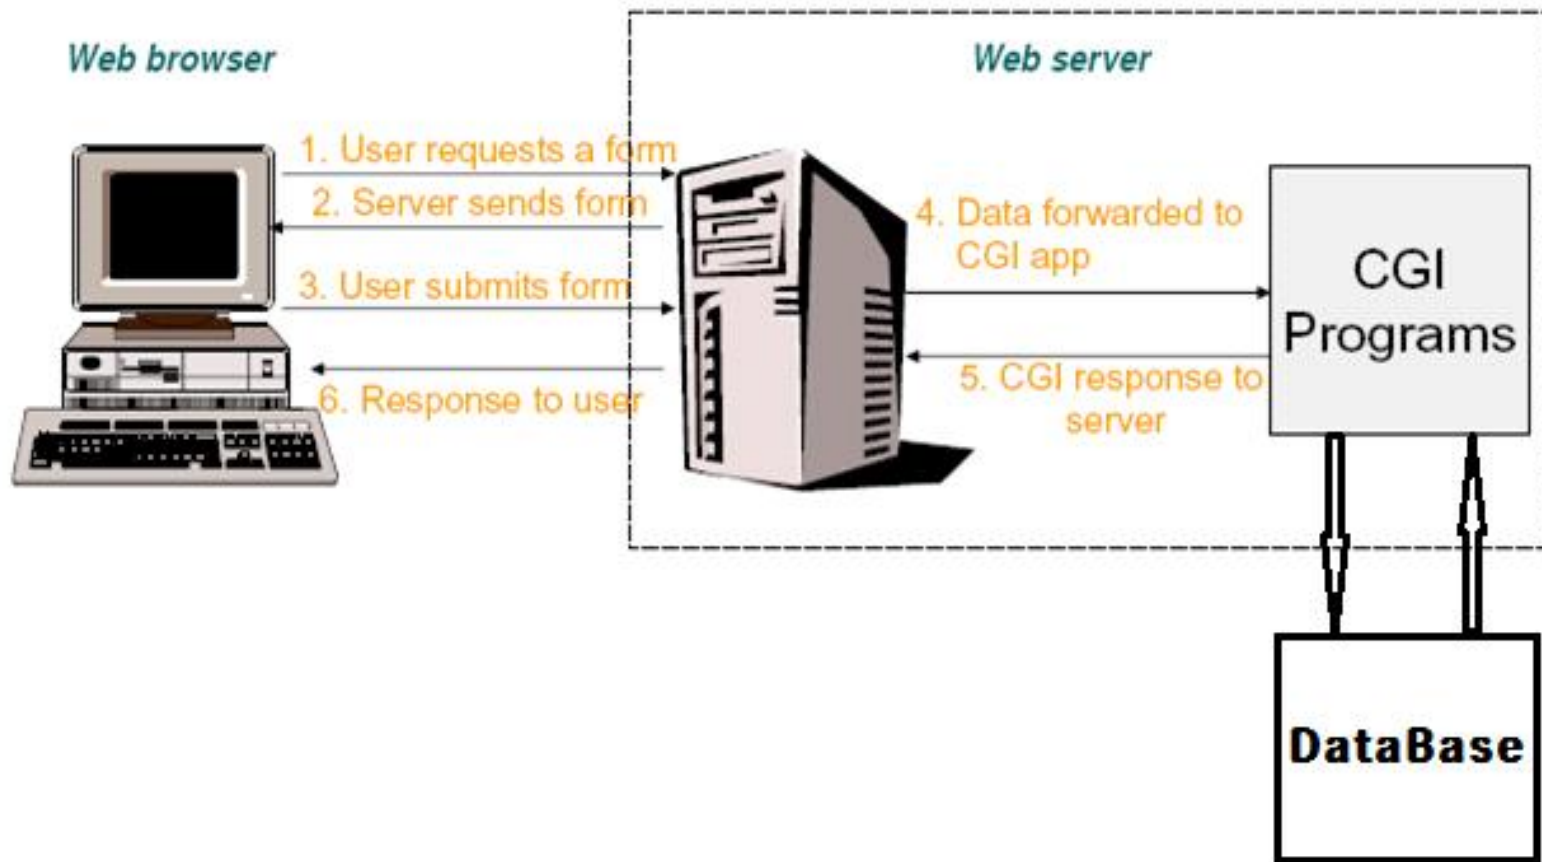 Web browser
Web server
1. User requests a form
2. Server sends form
3. User submits form
6. Response to user
4. Data forwarded to
CGI app
5. CGI response to
server
CGI
Programs
DataBase